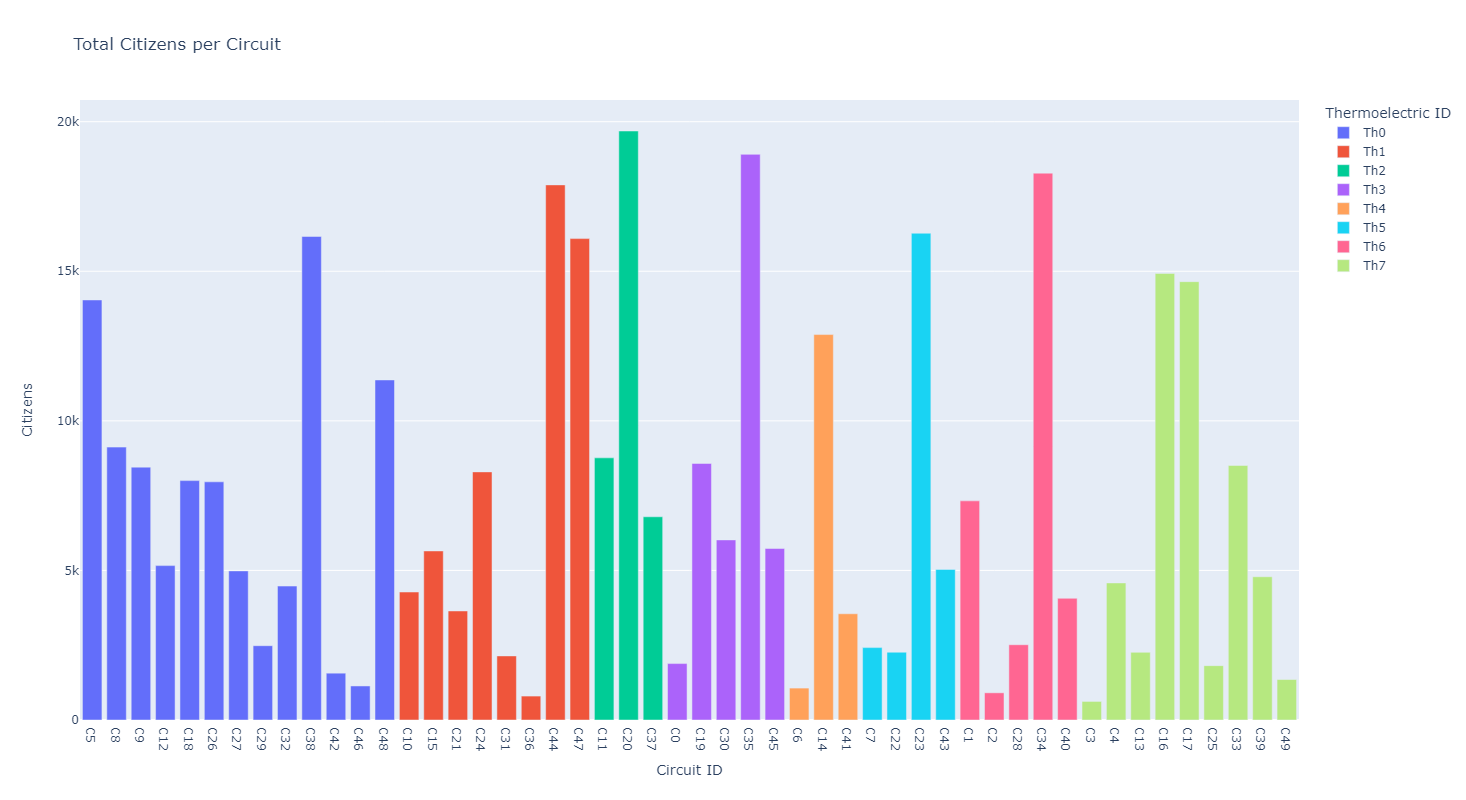 Total Citizens per Circuit
Thermoelectric ID
Th0
Th1
Th2
Th3
Th4
Th5
Th6
Th7
20k
15k
10k
5k
0
Citizens
C5 C8 C9 C12 C18 C26 C27 C29 C32 C38 C42 C46 C48 C10 C15 C21 C24 C31 C36 C44 C47 C11 C20 C37 C0 C19 C30 C35 C45 C6 C14 C41 C7 C22 C23 C43 C1 C2 C28 C34 C40 C3 C4 C13 C16 C17 C25 C33 C39 C49
Circuit ID